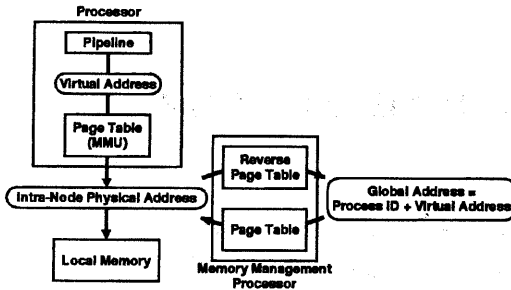 Processor
Pipeline
Virtual Address
Page Table
(MMU)
Intra-Node Physical Address
Local Memory
Reverse
Page Table
Page Table
Memory Management
Processor
Global Address =
Process ID + Virtual Address